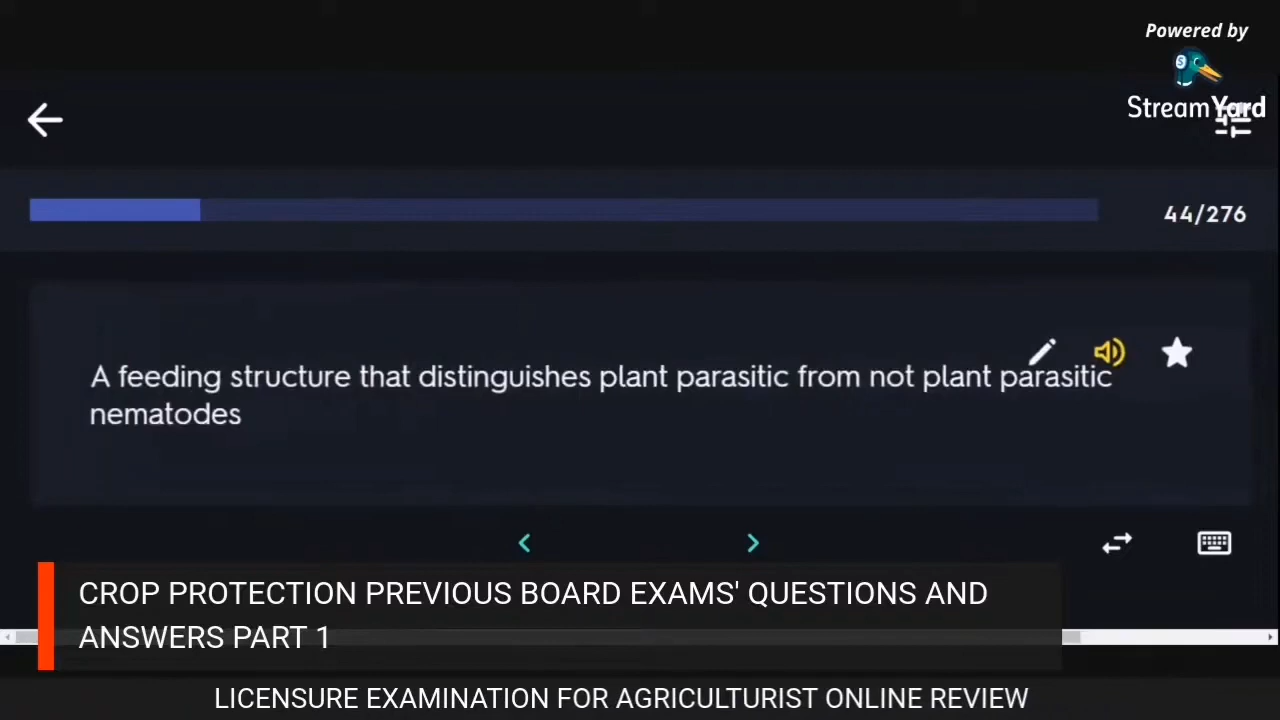 Powered by
StreamYard
44/276
A feeding structure that distinguishes plant parasitic from not plant parasitic
nematodes
CROP PROTECTION PREVIOUS BOARD EXAMS' QUESTIONS AND
ANSWERS PART 1
LICENSURE EXAMINATION FOR AGRICULTURIST ONLINE REVIEW